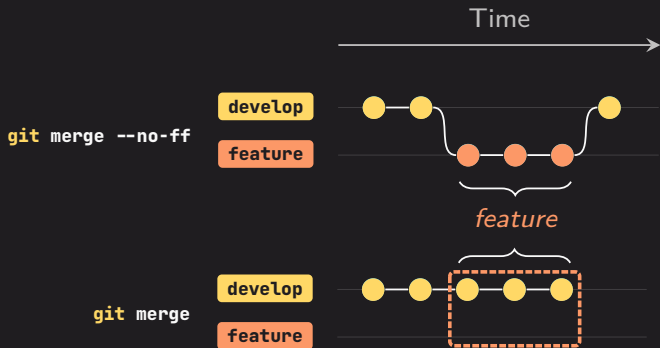 Time
develop
git merge --no-ff
feature
feature
develop
git merge
feature